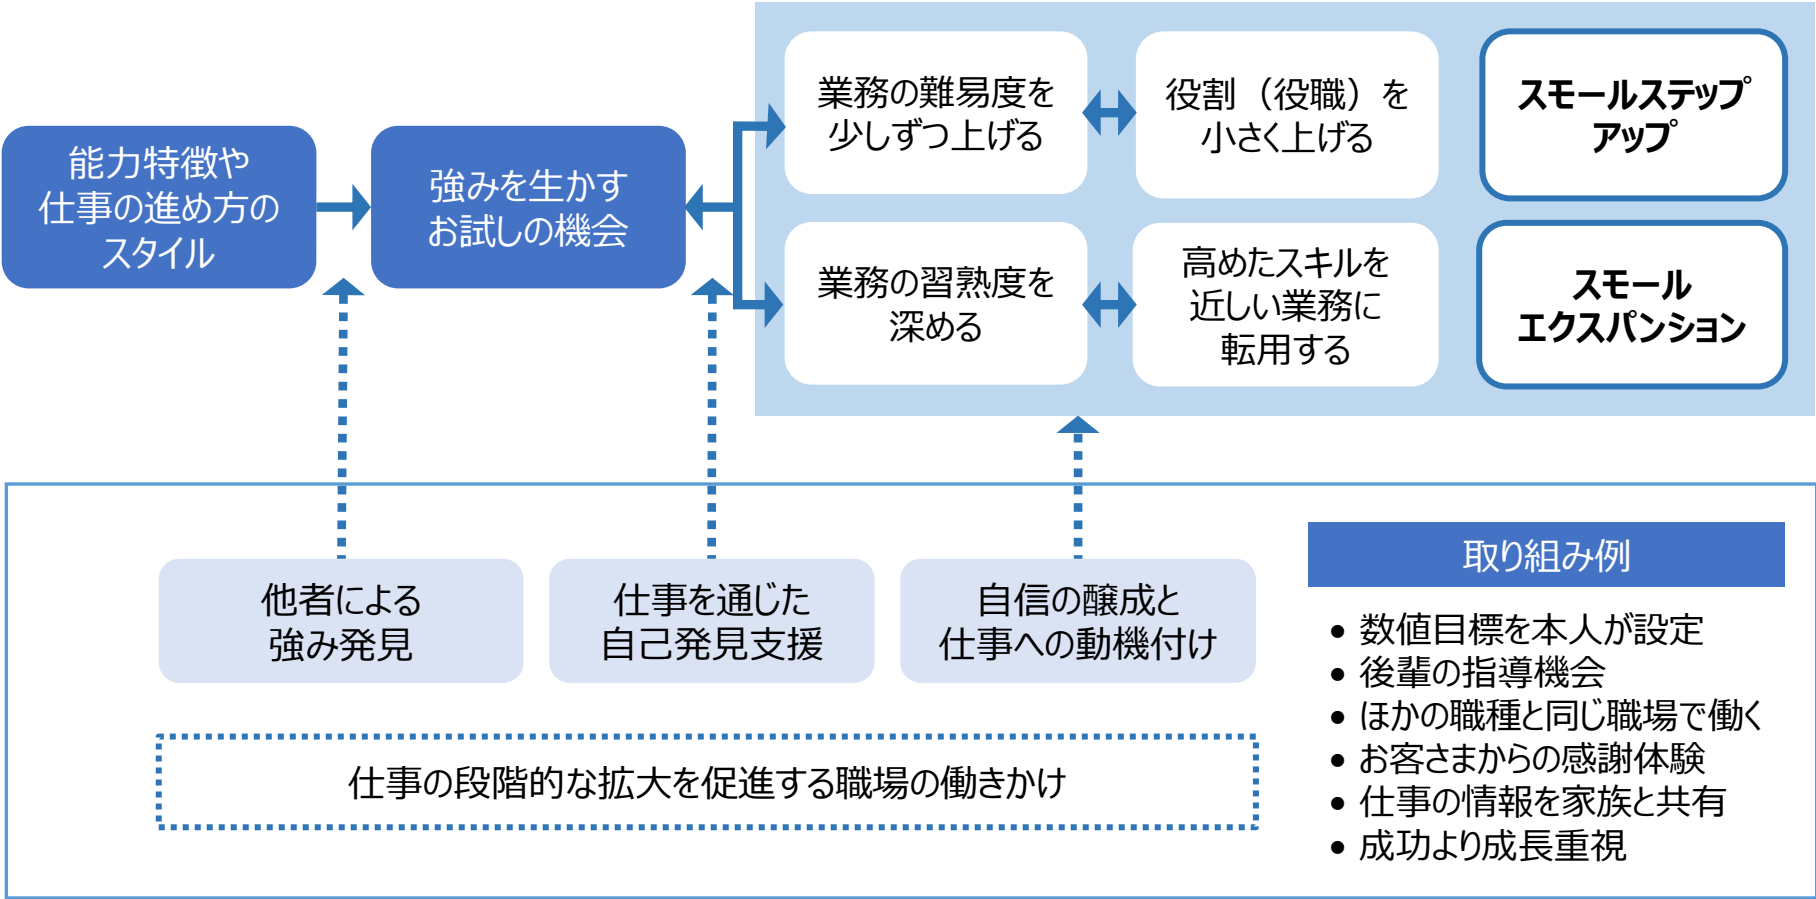 能力特徴や
仕事の進め方の
スタイル
強みを生かす
お試しの機会
業務の難易度を
少しずつ上げる
役割（役職）を
小さく上げる
スモールステップ
アップ
業務の習熟度を
深める
高めたスキルを
近しい業務に
転用する
スモール
エクスパンション
他者による
強み発見
仕事を通じた
自己発見支援
自信の醸成と
仕事への動機付け
仕事の段階的な拡大を促進する職場の働きかけ
取り組み例
• 数値目標を本人が設定
• 後輩の指導機会
• ほかの職種と同じ職場で働く
• お客さまからの感謝体験
• 仕事の情報を家族と共有
• 成功より成長重視